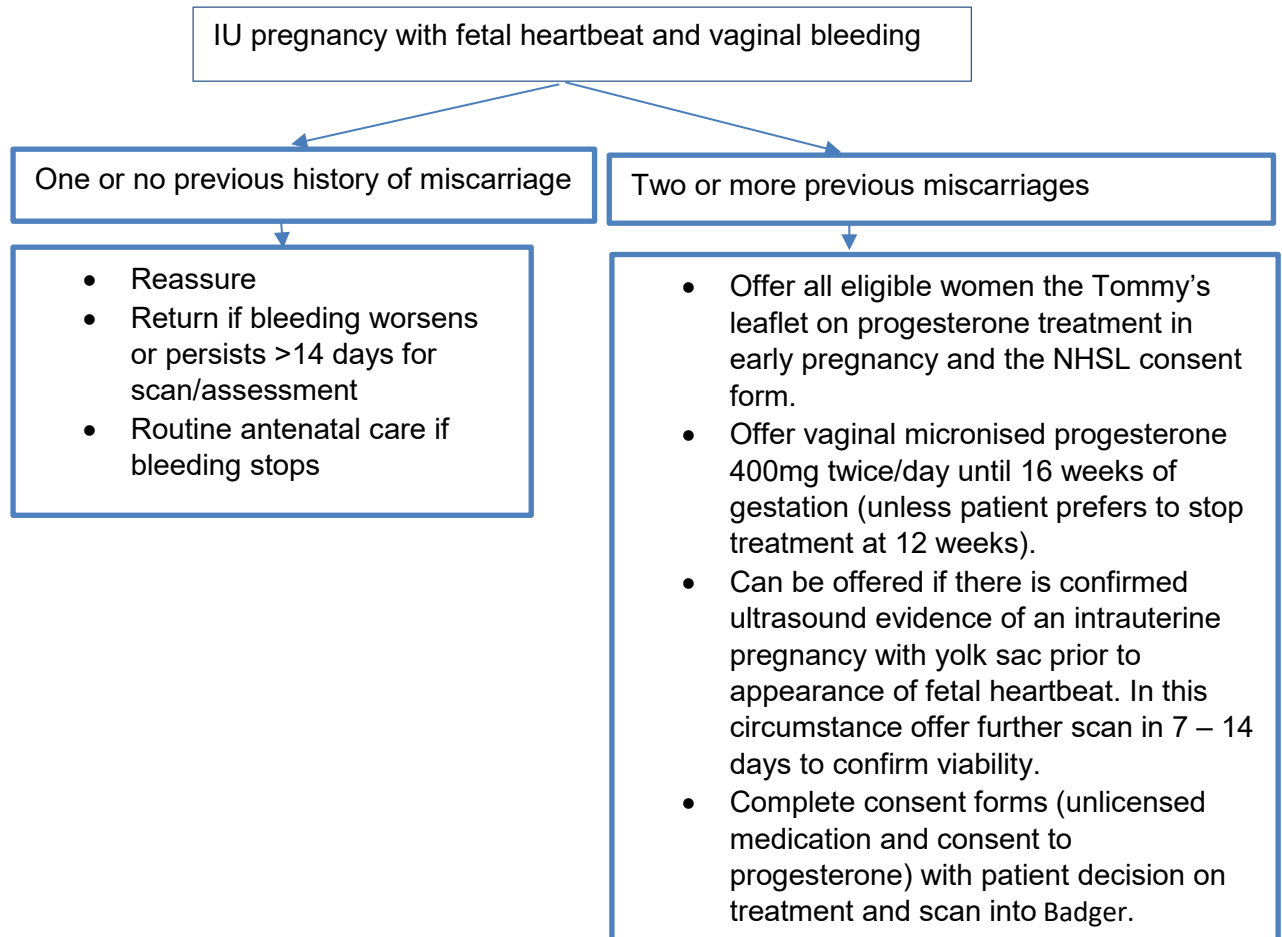 IU pregnancy with fetal heartbeat and vaginal bleeding
One or no previous history of miscarriage
Two or more previous miscarriages
• Reassure
• Return if bleeding worsens
or persists >14 days for
scan/assessment
• Routine antenatal care if
bleeding stops
• Offer all eligible women the Tommy’s
leaflet on progesterone treatment in
early pregnancy and the NHSL consent
form.
• Offer vaginal micronised progesterone
400mg twice/day until 16 weeks of
gestation (unless patient prefers to stop
treatment at 12 weeks).
• Can be offered if there is confirmed
ultrasound evidence of an intrauterine
pregnancy with yolk sac prior to
appearance of fetal heartbeat. In this
circumstance offer further scan in 7 – 14
days to confirm viability.
• Complete consent forms (unlicensed
medication and consent to
progesterone) with patient decision on
treatment and scan into Badger.